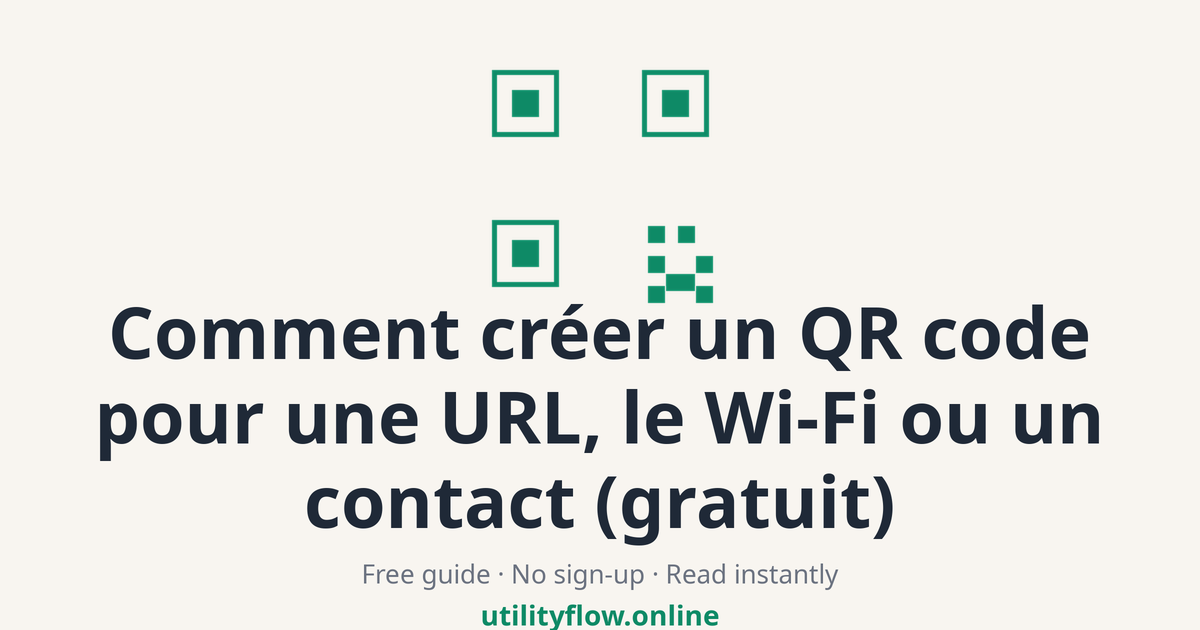 Comment créer un QR code
pour une URL, le Wi-Fi ou un
contact (gratuit)
Free guide · No sign-up · Read instantly
utilityflow.online